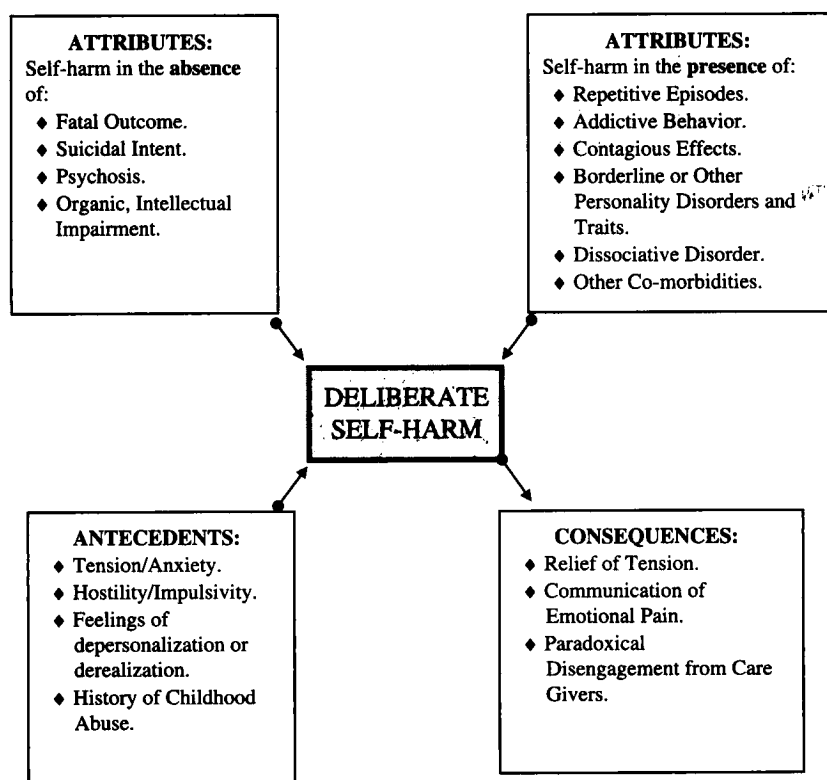 ATTRIBUTES:
Self-harm in the absence
of:
♦ Fatal Outcome.
♦ Suicidal Intent.
♦ Psychosis.
♦ Organic, Intellectual
Impairment.
ATTRIBUTES:
Self-harm in the presence of:
♦ Repetitive Episodes.
♦ Addictive Behavior.
♦ Contagious Effects.
♦ Borderline or Other
Personality Disorders and
Traits.
♦ Dissociative Disorder.
♦ Other Co-morbidities.
DELIBERATE
SELF-HARM
ANTECEDENTS:
♦ Tension/Anxiety.
♦ Hostility/Impulsivity.
♦ Feelings of
depersonalization or
derealization.
♦ History of Childhood
Abuse.
CONSEQUENCES:
♦ Relief of Tension.
♦ Communication of
Emotional Pain.
♦ Paradoxical
Disengagement from Care
Givers.